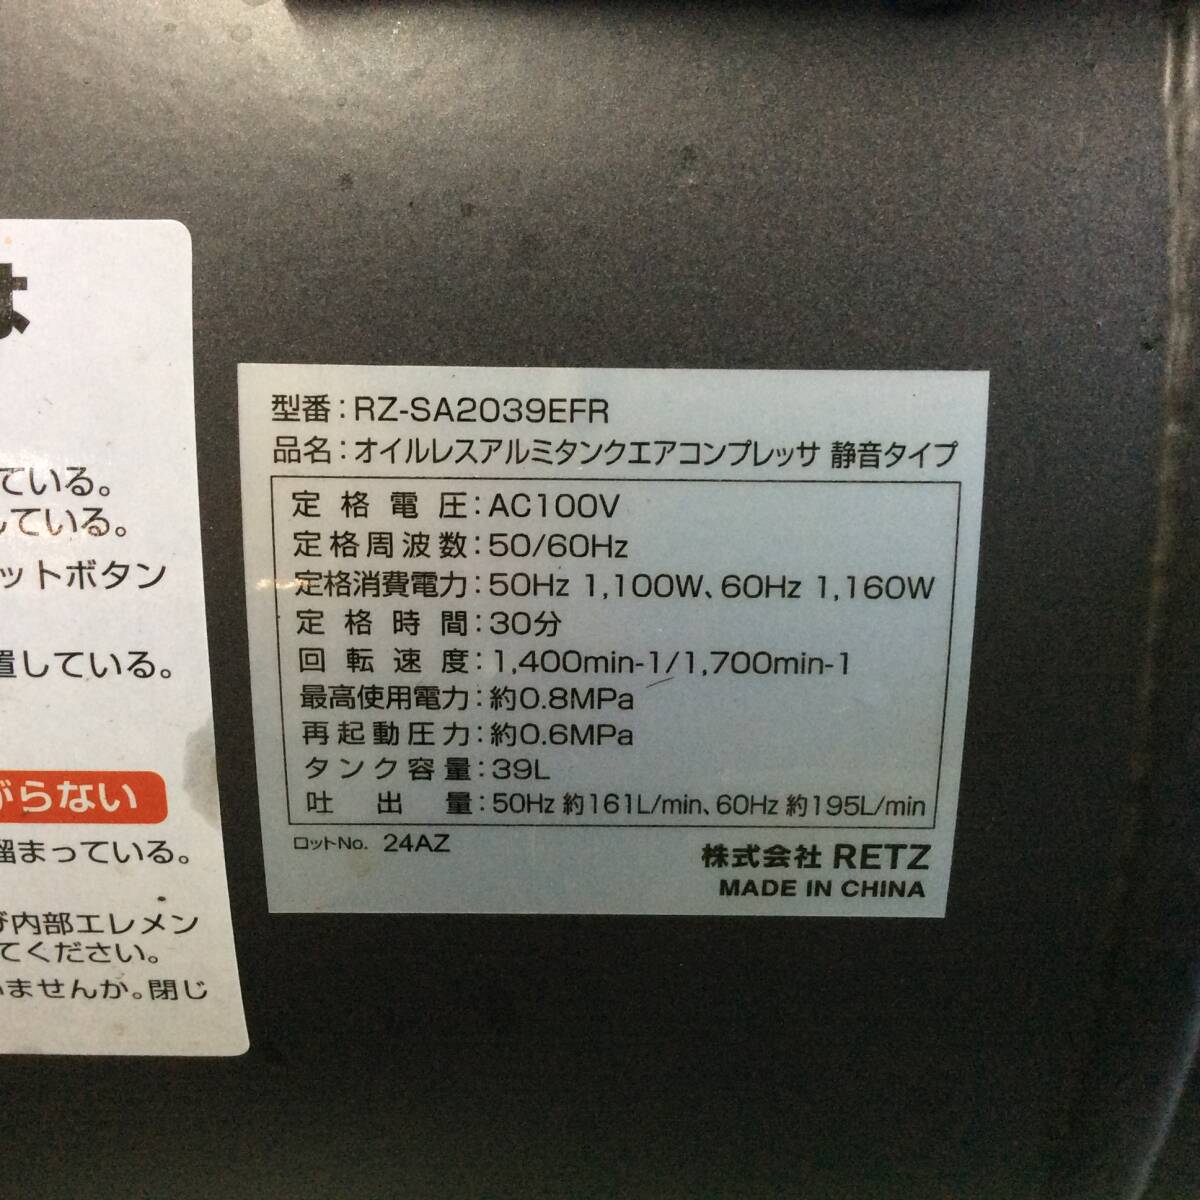 は
ている。
している。
ットボタン
置している。
がらない
留まっている。
内部エレメン
てください。
いませんか。閉じ
型番：RZ-SA2039EFR
品名：オイルレスアルミタンクエアコンプレッサ 静音タイプ
定格電圧：AC100V
定格周波数：50/60Hz
定格消費電力：50Hz 1,100W、60Hz 1,160W
定格時間：30分
回転速度：1,400min-1/1,700min-1
最高使用電力：約0.8MPa
再起動圧力：約0.6MPa
タンク容量：39L
吐出量：50Hz 約161L/min、60Hz 約195L/min
ロットNo. 24AZ
株式会社 RETZ
MADE IN CHINA